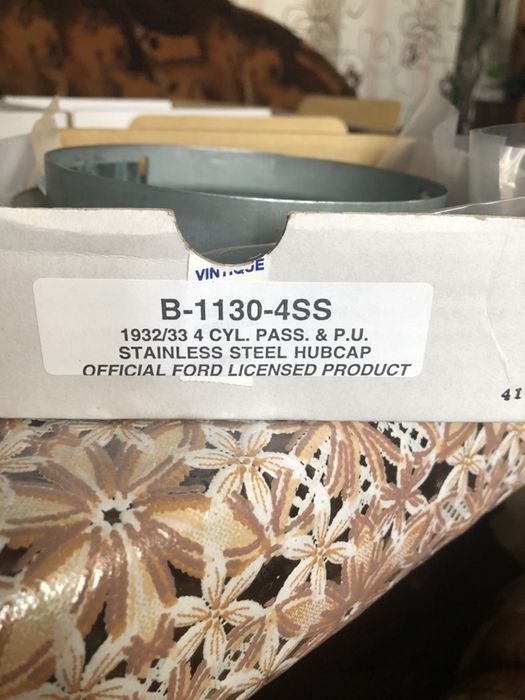 VINTIQUE
B-1130-4SS
1932/33 4 CYL. PASS. & P.U.
STAINLESS STEEL HUBCAP
OFFICIAL FORD LICENSED PRODUCT
41